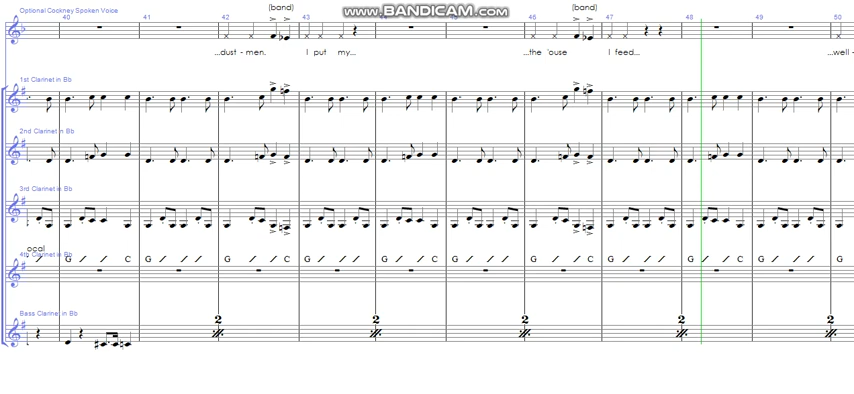 www.BANDICAM.com
Optional Cockney Spoken Voice
(band) (band)
40 41 42 43 44 45 46 47 48 49 50
...dust - men. I put my... ...the 'ouse I feed... ...well -
1st Clarinet in Bb
2nd Clarinet in Bb
3rd Clarinet in Bb
ocal
4th Clarinet in Bb
G C G G C G G C G G C G G C G G C
Bass Clarinet in Bb
2 2 2 2 2